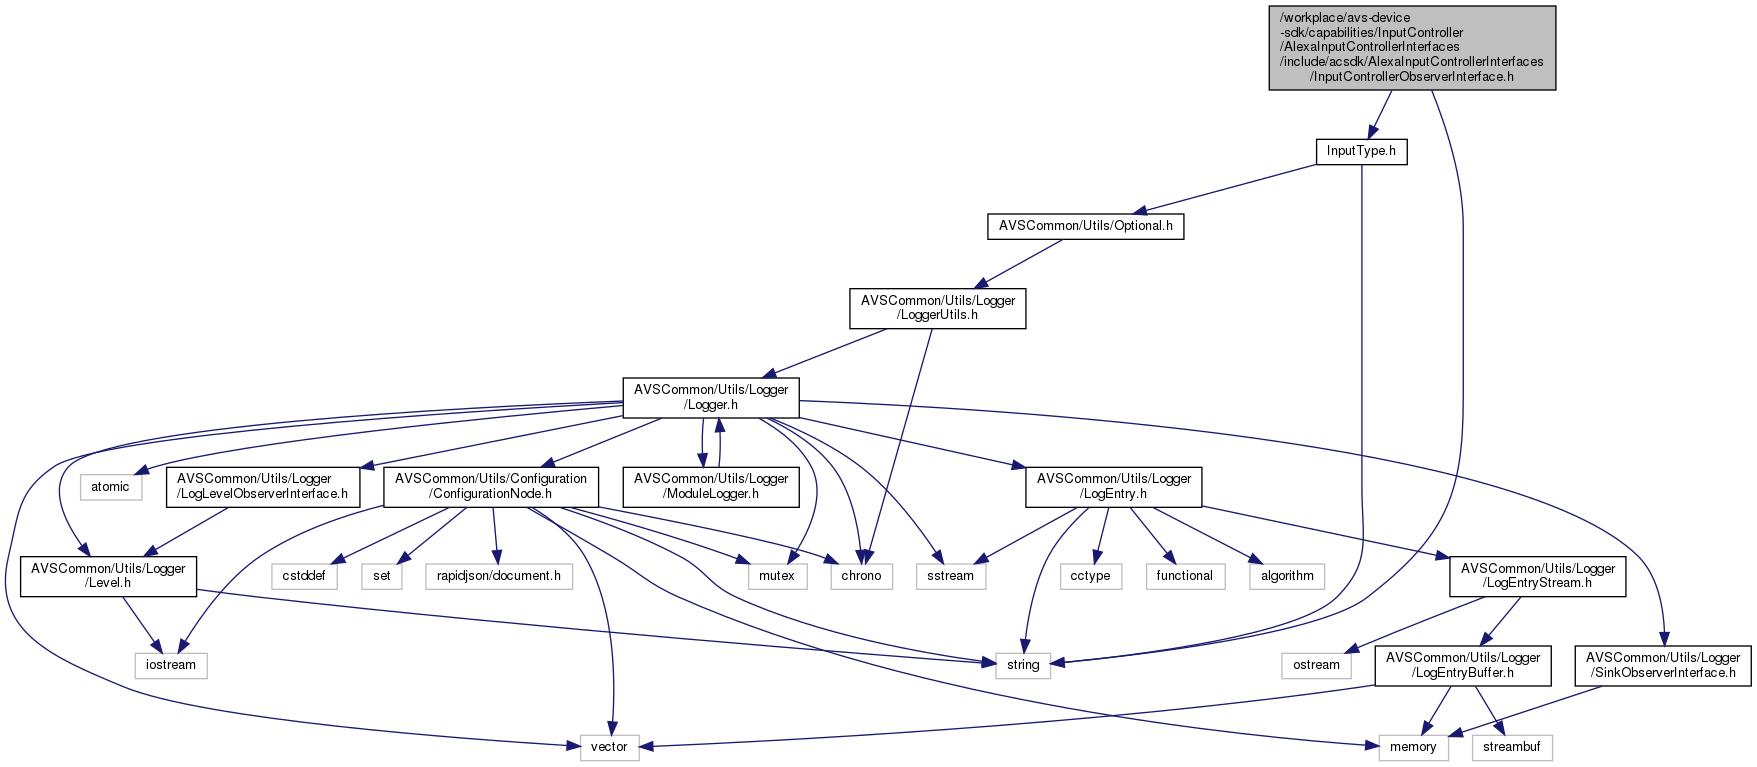 /workplace/avs-device
-sdk/capabilities/InputController
/AlexaInputControllerInterfaces
/include/acsdk/AlexaInputControllerInterfaces
/InputControllerObserverInterface.h
InputType.h
AVSCommon/Utils/Optional.h
AVSCommon/Utils/Logger
/LoggerUtils.h
AVSCommon/Utils/Logger
/Logger.h
atomic
AVSCommon/Utils/Logger
/LogLevelObserverInterface.h
AVSCommon/Utils/Configuration
/ConfigurationNode.h
AVSCommon/Utils/Logger
/ModuleLogger.h
AVSCommon/Utils/Logger
/LogEntry.h
AVSCommon/Utils/Logger
/Level.h
cstddef
set
rapidjson/document.h
mutex
chrono
sstream
cctype
functional
algorithm
AVSCommon/Utils/Logger
/LogEntryStream.h
iostream
string
ostream
AVSCommon/Utils/Logger
/LogEntryBuffer.h
AVSCommon/Utils/Logger
/SinkObserverInterface.h
vector
memory
streambuf